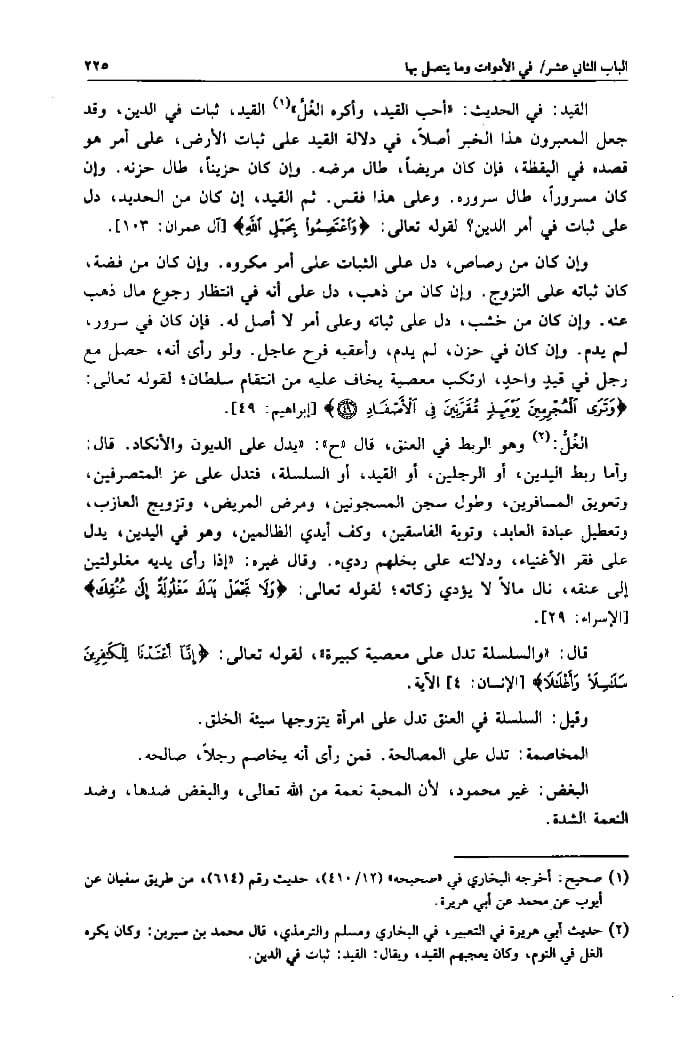 الباب الثاني عشر/ في الأدوات وما يتصل بها
٢٢٥
القيد: في الحديث: «أحب القيد، وأكره الغُلُّ»(١) القيد، ثبات في الدين، وقد
جعل المعبرون هذا الخبر أصلاً، في دلالة القيد على ثبات الأرض، على أمر هو
قصده في اليقظة، فإن كان مريضاً، طال مرضه. وإن كان حزيناً، طال حزنه. وإن
كان مسروراً، طال سروره. وعلى هذا فقس. ثم القيد، إن كان من الحديد، دل
على ثبات في أمر الدين؟ لقوله تعالى: ﴿وَاعْتَصِمُوا بِحَبْلِ اللَّهِ﴾ [آل عمران: ١٠٣].
وإن كان من رصاص، دل على الثبات على أمر مكروه. وإن كان من فضة،
كان ثباته على التزوج. وإن كان من ذهب، دل على أنه في انتظار رجوع مال ذهب
عنه. وإن كان من خشب، دل على ثباته وعلى أمر لا أصل له. فإن كان في سرور،
لم يدم. وإن كان في حزن، لم يدم، وأعقبه فرح عاجل. ولو رأى أنه، حصل مع
رجل في قيدٍ واحدٍ، ارتكب معصية يخاف عليه من انتقام سلطان؛ لقوله تعالى:
﴿وَتَرَى الْمُجْرِمِينَ يَوْمَئِذٍ مُّقَرَّنِينَ فِي الْأَصْفَادِ﴾ [إبراهيم: ٤٩].
الغُلُّ:(٢) وهو الربط في العنق، قال «ح»: «يدل على الديون والأنكاد. قال:
وأما ربط اليدين، أو الرجلين، أو القيد، أو السلسلة، فتدل على عز المتصرفين،
وتعويق المسافرين، وطول سجن المسجونين، ومرض المريض، وتزويج العازب،
وتعطيل عبادة العابد، وتوبة الفاسقين، وكف أيدي الظالمين، وهو في اليدين، يدل
على فقر الأغنياء، ودلالته على بخلهم رديء. وقال غيره: «إذا رأى يديه مغلولتين
إلى عنقه، نال مالاً لا يؤدي زكاته؛ لقوله تعالى: ﴿وَلَا تَجْعَلْ يَدَكَ مَغْلُولَةً إِلَىٰ عُنُقِكَ﴾
[الإسراء: ٢٩].
قال: «والسلسلة تدل على معصية كبيرة»، لقوله تعالى: ﴿إِنَّا أَعْتَدْنَا لِلْكَافِرِينَ
سَلَاسِلَا وَأَغْلَالًا﴾ [الإنسان: ٤] الآية.
وقيل: السلسلة في العنق تدل على امرأة يتزوجها سيئة الخلق.
المخاصمة: تدل على المصالحة. فمن رأى أنه يخاصم رجلاً، صالحه.
البغض: غير محمود، لأن المحبة نعمة من الله تعالى، والبغض ضدها، وضد
النعمة الشدة.
(١) صحيح: أخرجه البخاري في «صحيحه» (٤١٠/١٢)، حديث رقم (٦١٤)، من طريق سفيان عن
أيوب عن محمد عن أبي هريرة.
(٢) حديث أبي هريرة في التعبير، في البخاري ومسلم والترمذي، قال محمد بن سيرين: وكان يكره
الغل في النوم، وكان يعجبهم القيد، ويقال: القيد: ثبات في الدين.